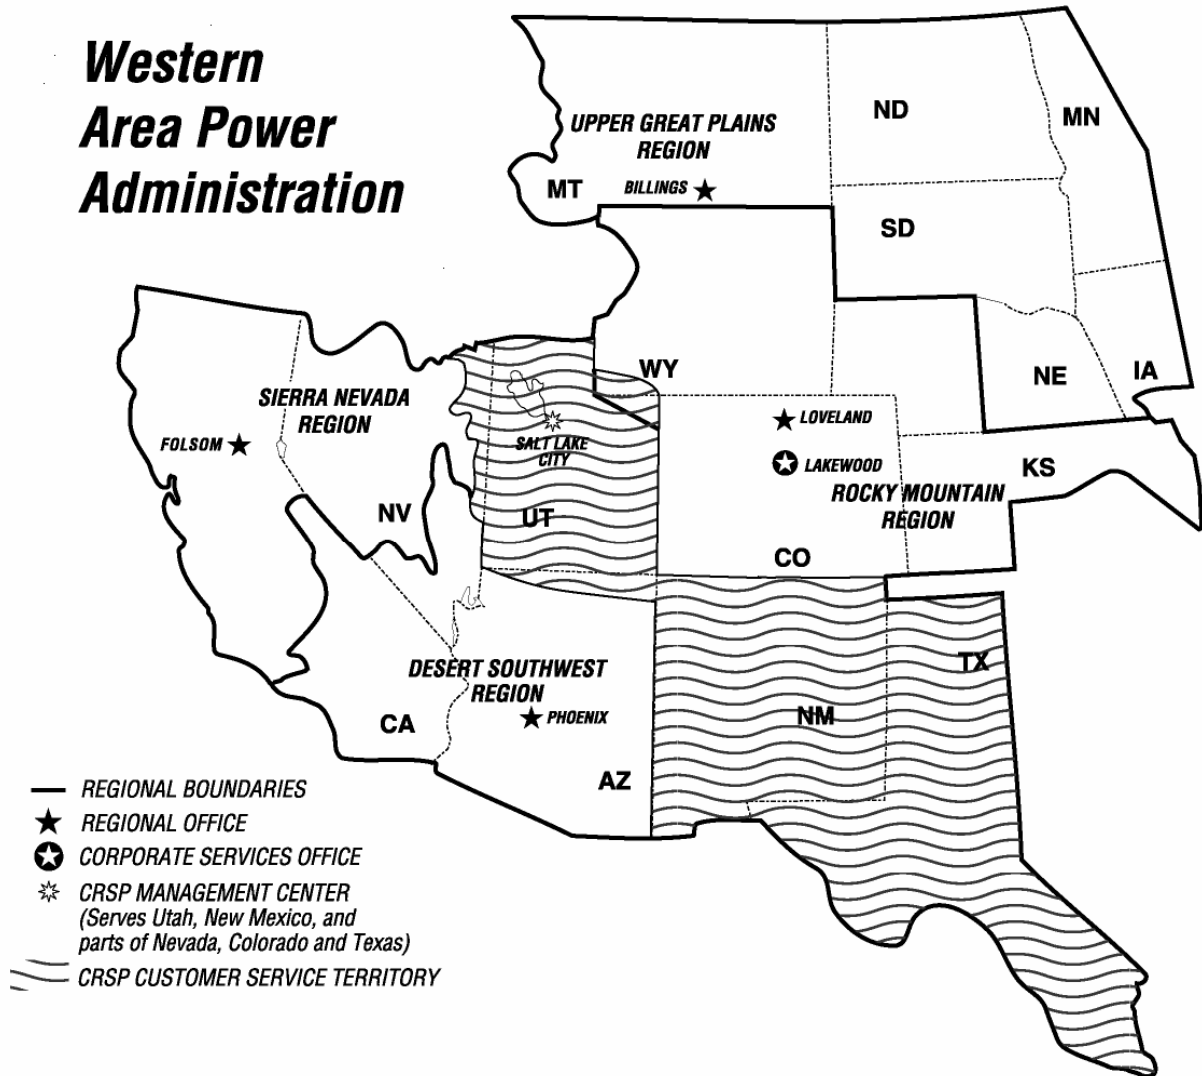 Western
Area Power
Administration
UPPER GREAT PLAINS
REGION
ND
MN
MT
BILLINGS
SD
WY
NE
IA
SIERRA NEVADA
REGION
FOLSOM
SALT LAKE
CITY
LOVELAND
LAKEWOOD
KS
ROCKY MOUNTAIN
REGION
NV
UT
CO
DESERT SOUTHWEST
REGION
PHOENIX
TX
CA
NM
AZ
REGIONAL BOUNDARIES
REGIONAL OFFICE
CORPORATE SERVICES OFFICE
CRSP MANAGEMENT CENTER
(Serves Utah, New Mexico, and
parts of Nevada, Colorado and Texas)
CRSP CUSTOMER SERVICE TERRITORY